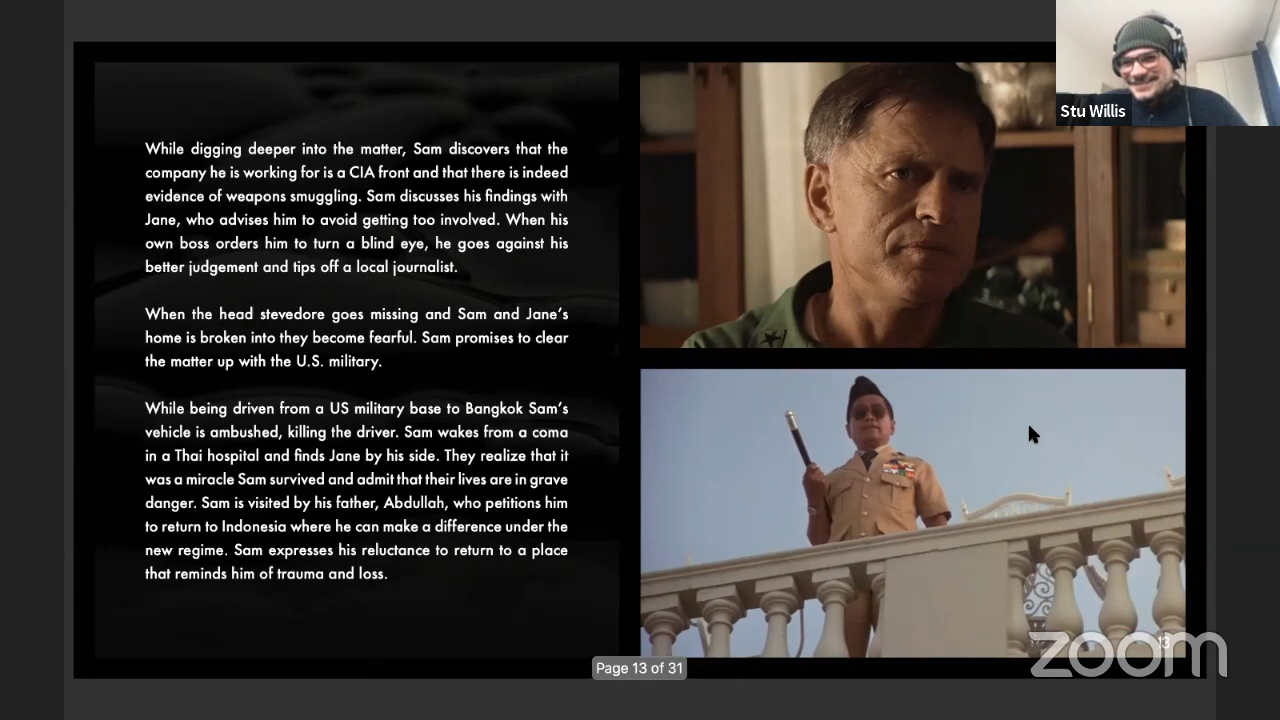 Stu Willis
While digging deeper into the matter, Sam discovers that the
company he is working for is a CIA front and that there is indeed
evidence of weapons smuggling. Sam discusses his findings with
Jane, who advises him to avoid getting too involved. When his
own boss orders him to turn a blind eye, he goes against his
better judgement and tips off a local journalist.
When the head stevedore goes missing and Sam and Jane's
home is broken into they become fearful. Sam promises to clear
the matter up with the U.S. military.
While being driven from a US military base to Bangkok Sam's
vehicle is ambushed, killing the driver. Sam wakes from a coma
in a Thai hospital and finds Jane by his side. They realize that it
was a miracle Sam survived and admit that their lives are in grave
danger. Sam is visited by his father, Abdullah, who petitions him
to return to Indonesia where he can make a difference under the
new regime. Sam expresses his reluctance to return to a place
that reminds him of trauma and loss.
13
zoom
Page 13 of 31